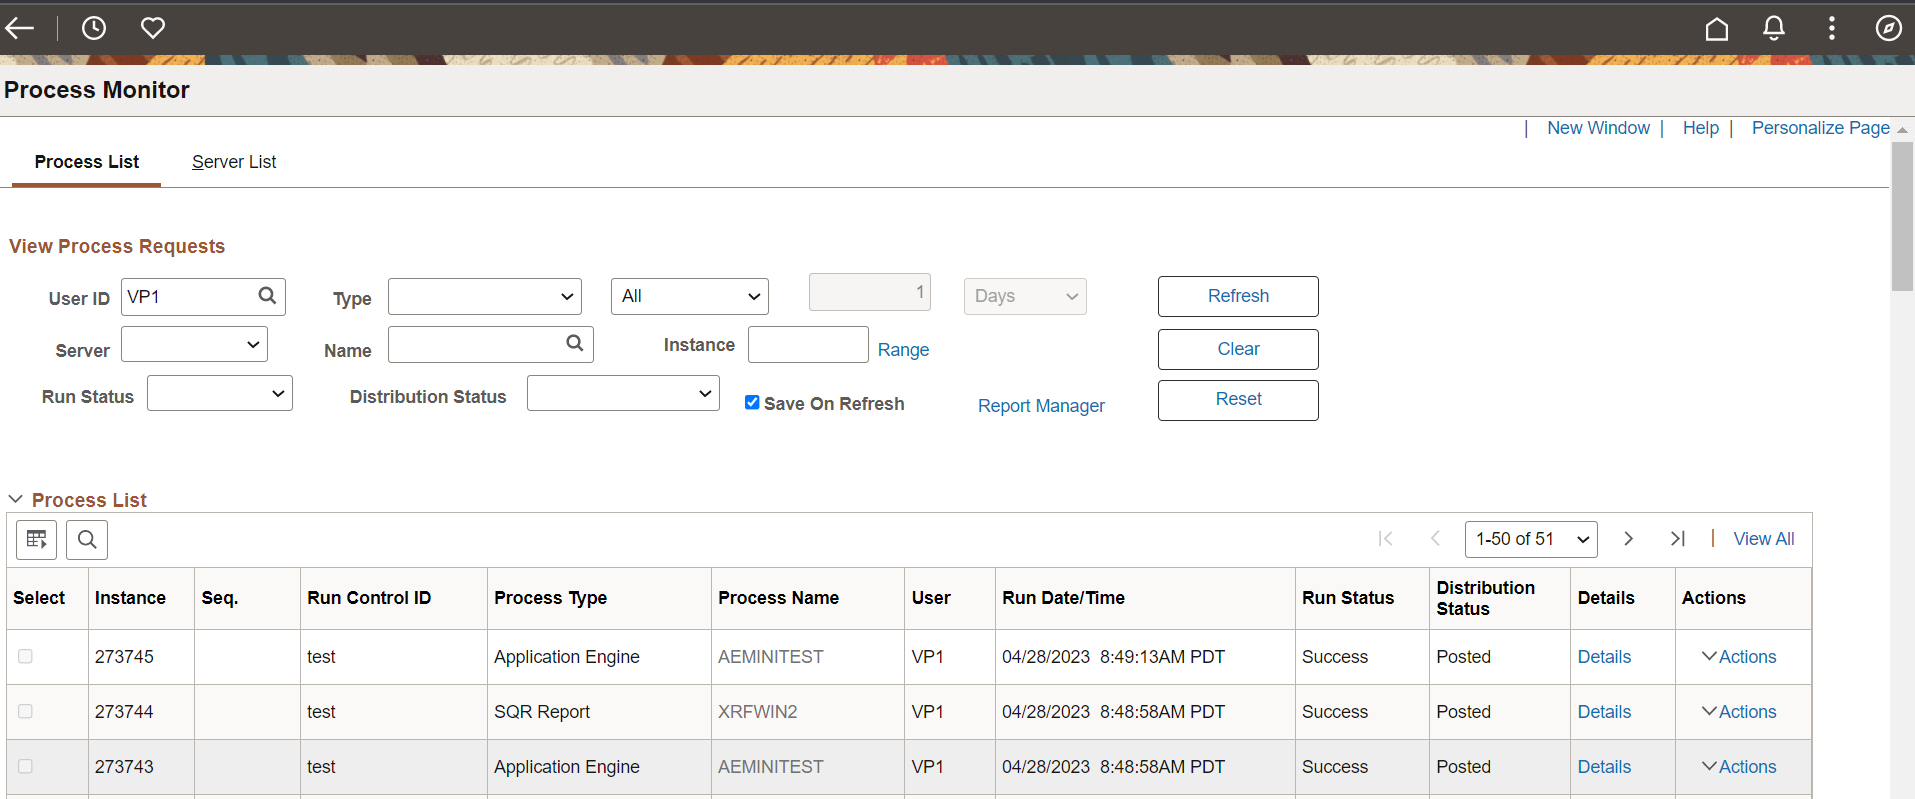 Process Monitor
| New Window | Help | Personalize Page
Process List Server List
View Process Requests
User ID VP1 Type All 1 Days Refresh
Server Name Instance Range Clear
Run Status Distribution Status Save On Refresh Report Manager Reset
Process List
1-50 of 51 | View All
Select Instance Seq. Run Control ID Process Type Process Name User Run Date/Time Run Status Distribution Status Details Actions
273745 test Application Engine AEMINITEST VP1 04/28/2023 8:49:13AM PDT Success Posted Details Actions
273744 test SQR Report XRFWIN2 VP1 04/28/2023 8:48:58AM PDT Success Posted Details Actions
273743 test Application Engine AEMINITEST VP1 04/28/2023 8:48:58AM PDT Success Posted Details Actions